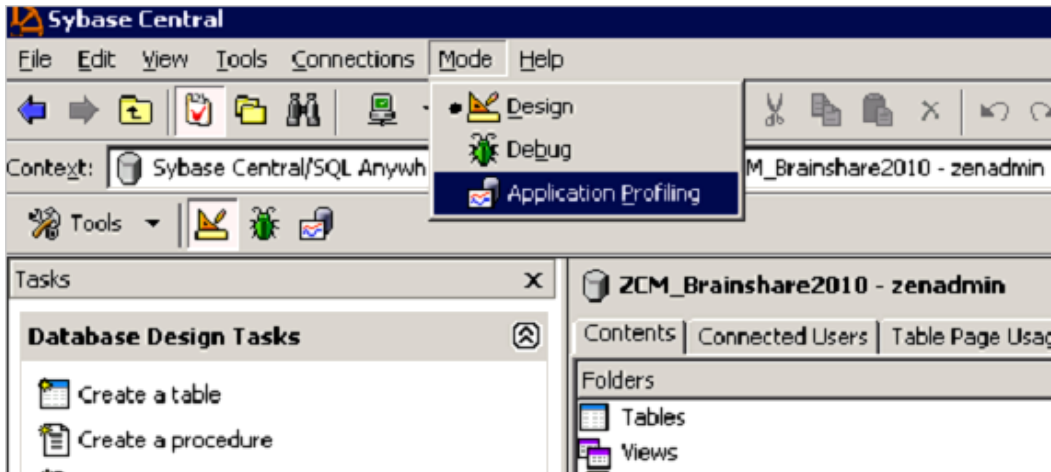 Sybase Central
File Edit View Tools Connections Mode Help
Design
Debug
Application Profiling
Context: Sybase Central/SQL Anywh M_Brainshare2010 - zenadmin
Tools
Tasks x
Database Design Tasks
Create a table
Create a procedure
ZCM_Brainshare2010 - zenadmin
Contents Connected Users Table Page Usag
Folders
Tables
Views